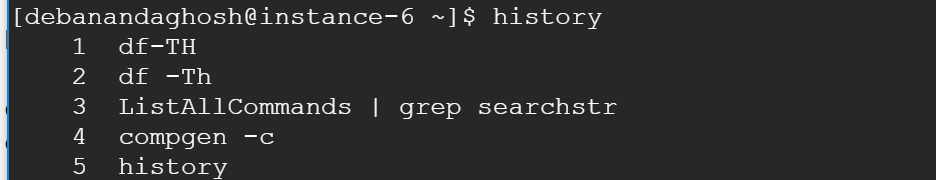 [debanandaghosh@instance-6 ~]$ history
1 df-TH
2 df -Th
3 ListAllCommands | grep searchstr
4 compgen -c
5 history